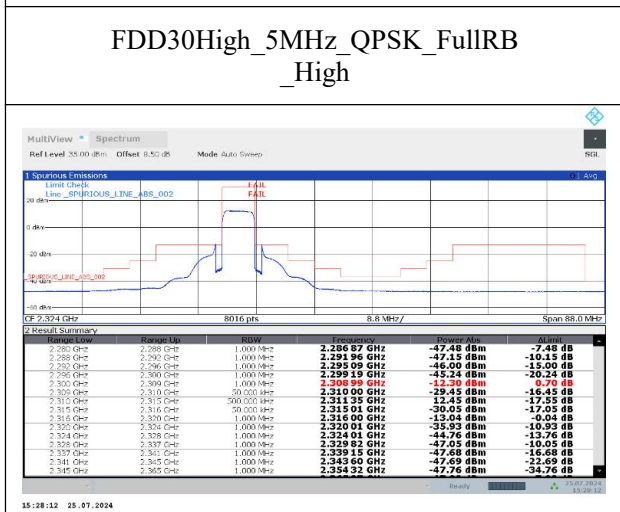 FDD30High_5MHz_QPSK_FullRB
_High
MultiView Spectrum
Ref Level 35.00 dBm Offset 8.50 dB Mode Auto Sweep SGL
1 Spurious Emissions 1 Avg
Limit Check FAIL
Line _SPURIOUS_LINE_ABS_002 FAIL
20 dBm
0 dBm
-20 dBm
_SPURIOUS_LINE_ABS_002
-40 dBm
-60 dBm
CF 2.324 GHz 8016 pts 8.8 MHz/ Span 88.0 MHz
2 Result Summary
Range Low Range Up RBW Frequency Power Abs ΔLimit
2.280 GHz 2.288 GHz 1.000 MHz 2.286 87 GHz -47.48 dBm -7.48 dB
2.288 GHz 2.292 GHz 1.000 MHz 2.291 96 GHz -47.15 dBm -10.15 dB
2.292 GHz 2.296 GHz 1.000 MHz 2.295 09 GHz -46.00 dBm -15.00 dB
2.296 GHz 2.300 GHz 1.000 MHz 2.299 19 GHz -45.24 dBm -20.24 dB
2.300 GHz 2.309 GHz 1.000 MHz 2.308 99 GHz -12.30 dBm 0.70 dB
2.309 GHz 2.310 GHz 50.000 kHz 2.310 00 GHz -29.45 dBm -16.45 dB
2.310 GHz 2.315 GHz 500.000 kHz 2.311 35 GHz 12.45 dBm -17.55 dB
2.315 GHz 2.316 GHz 50.000 kHz 2.315 01 GHz -30.05 dBm -17.05 dB
2.316 GHz 2.320 GHz 1.000 MHz 2.316 00 GHz -13.04 dBm -0.04 dB
2.320 GHz 2.324 GHz 1.000 MHz 2.320 01 GHz -35.93 dBm -10.93 dB
2.324 GHz 2.328 GHz 1.000 MHz 2.324 01 GHz -44.76 dBm -13.76 dB
2.328 GHz 2.337 GHz 1.000 MHz 2.329 82 GHz -47.05 dBm -10.05 dB
2.337 GHz 2.341 GHz 1.000 MHz 2.339 15 GHz -47.68 dBm -16.68 dB
2.341 GHz 2.345 GHz 1.000 MHz 2.343 60 GHz -47.69 dBm -22.69 dB
2.345 GHz 2.365 GHz 1.000 MHz 2.354 32 GHz -47.76 dBm -34.76 dB
Ready 25.07.2024
15:28:12
15:28:12 25.07.2024